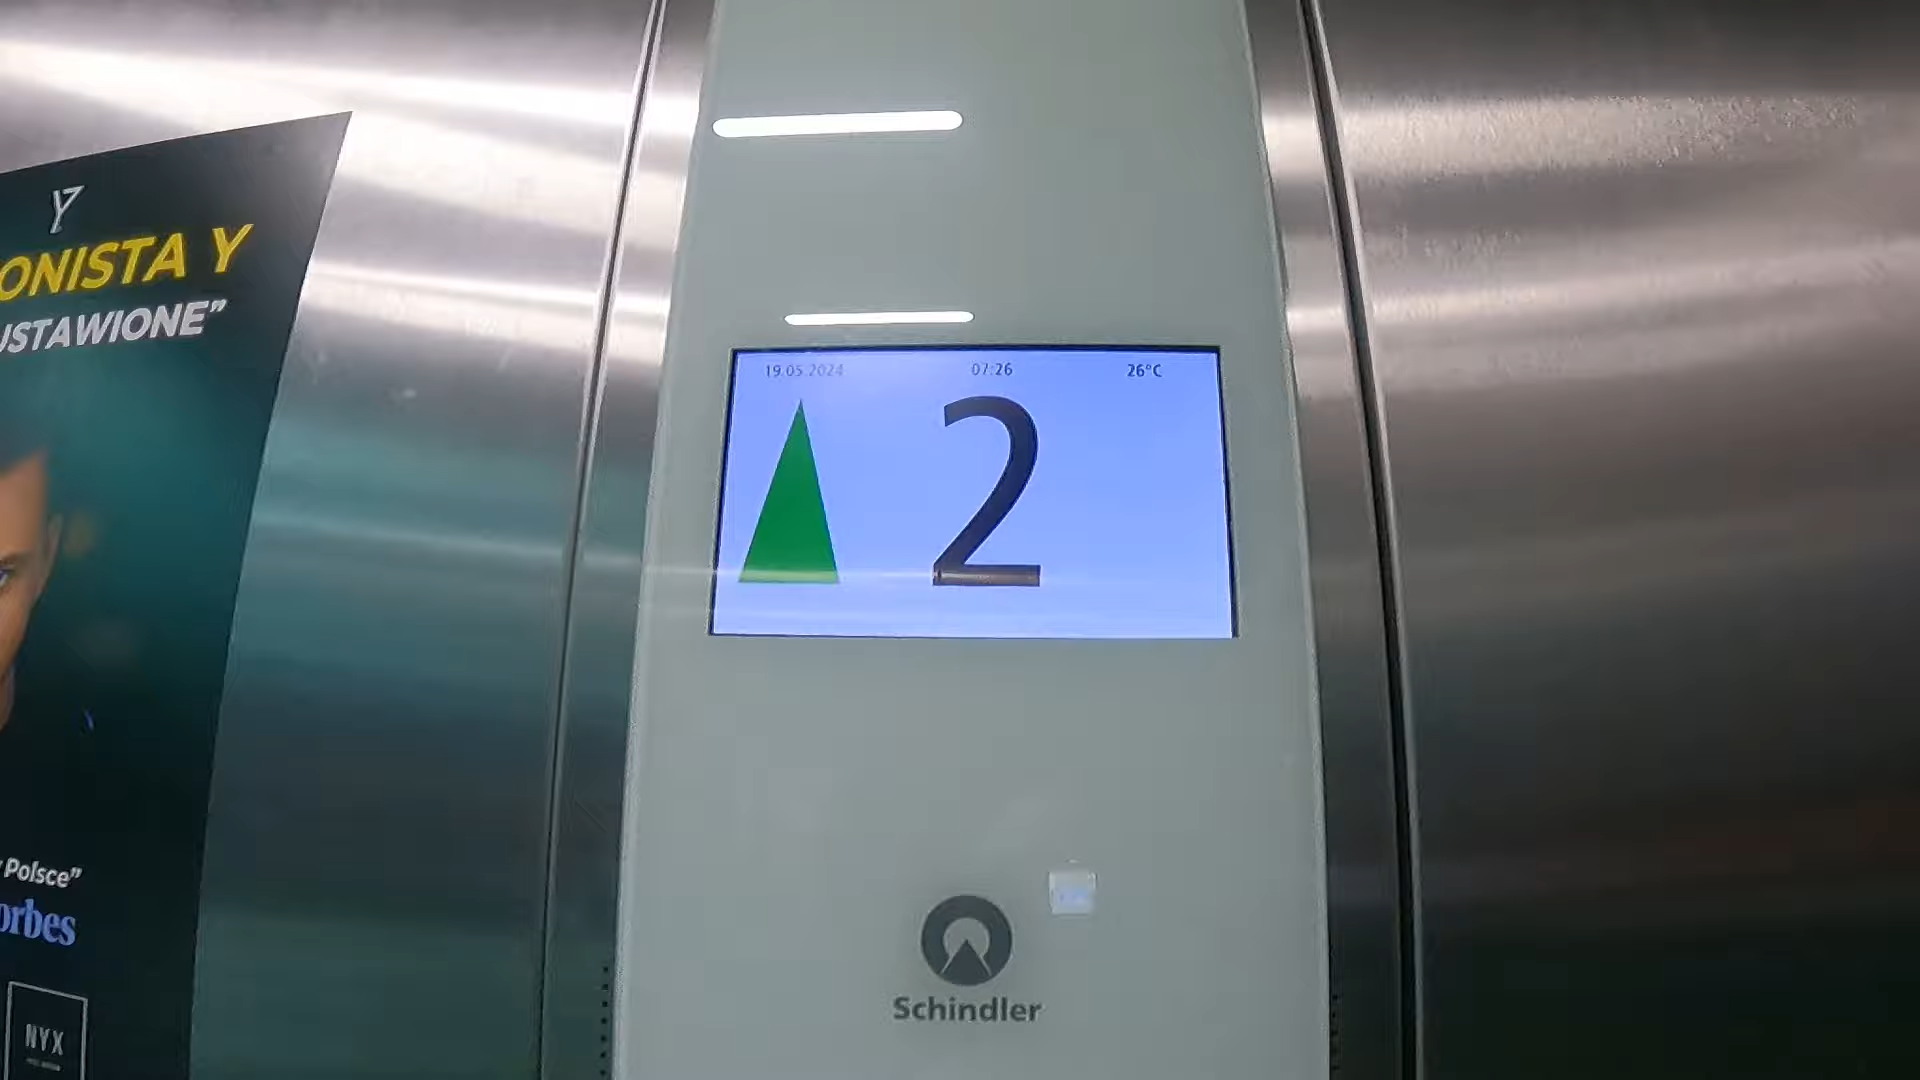 Y
ONISTA Y
USTAWIONE”
Polsce”
orbes
NYX
19.05.2024 07:26 26°C
2
Schindler